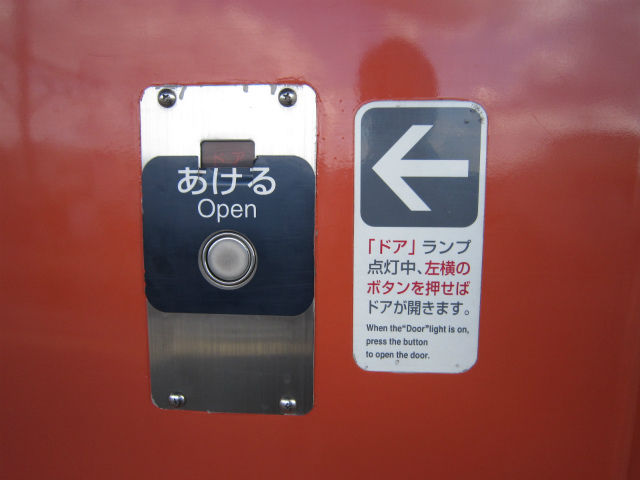 ドア
あける
Open
「ドア」ランプ
点灯中、左横の
ボタンを押せば
ドアが開きます。
When the "Door" light is on,
press the button
to open the door.